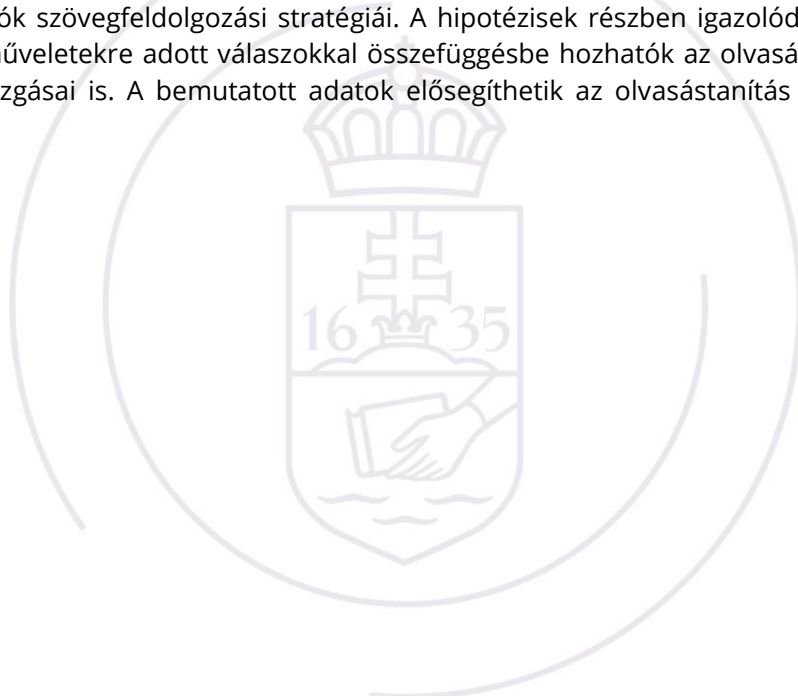 ók szövegfeldolgozási stratégiái. A hipotézisek részben igazolód
műveletekre adott válaszokkal összefüggésbe hozhatók az olvasá
zgásai is. A bemutatott adatok elősegíthetik az olvasástanítás
16 35